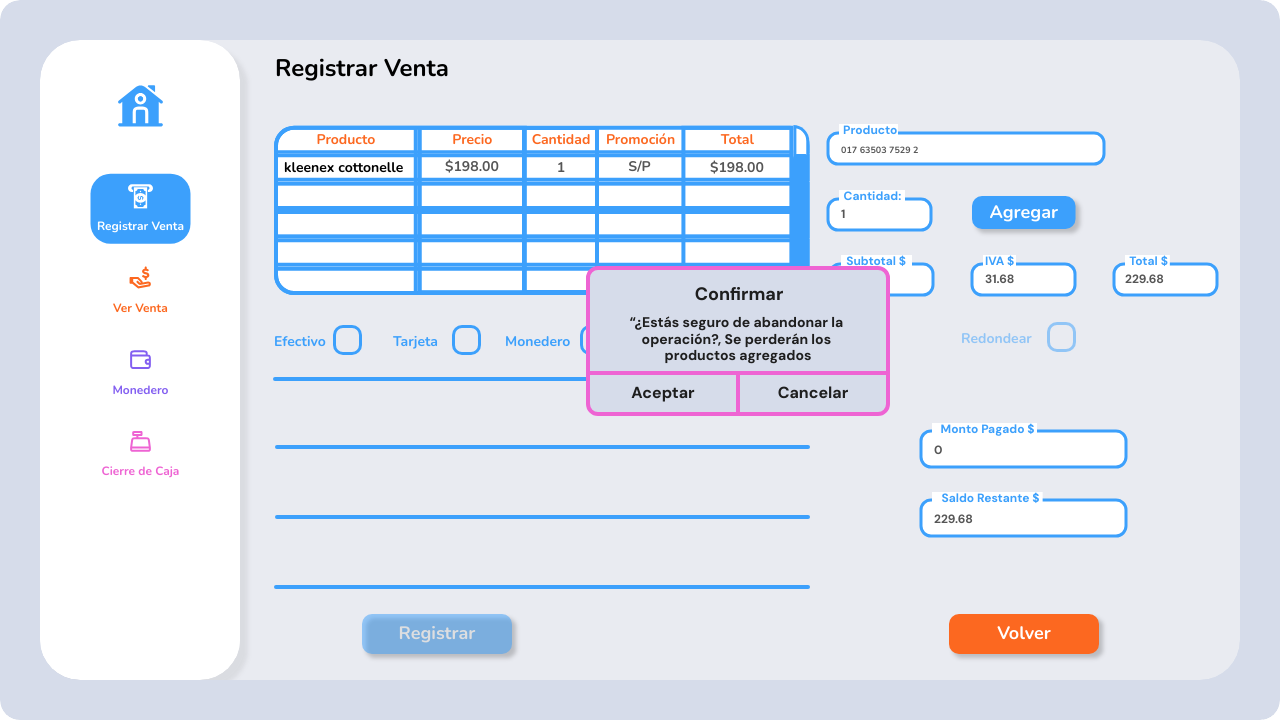 Registrar Venta
Registrar Venta
Ver Venta
Monedero
Cierre de Caja
Producto Precio Cantidad Promoción Total
kleenex cottonelle $198.00 1 S/P $198.00
Producto
017 63503 7529 2
Cantidad:
1
Agregar
Subtotal $ IVA $ Total $
31.68 229.68
Efectivo Tarjeta Monedero
Redondear
Confirmar
“¿Estás seguro de abandonar la
operación?, Se perderán los
productos agregados
Aceptar Cancelar
Monto Pagado $
0
Saldo Restante $
229.68
Registrar
Volver